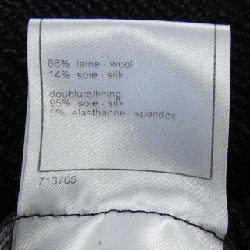 86% laine - wool
14% soie - silk
doublure/lining
95% soie - silk
5% elasthanne - spandex
713705